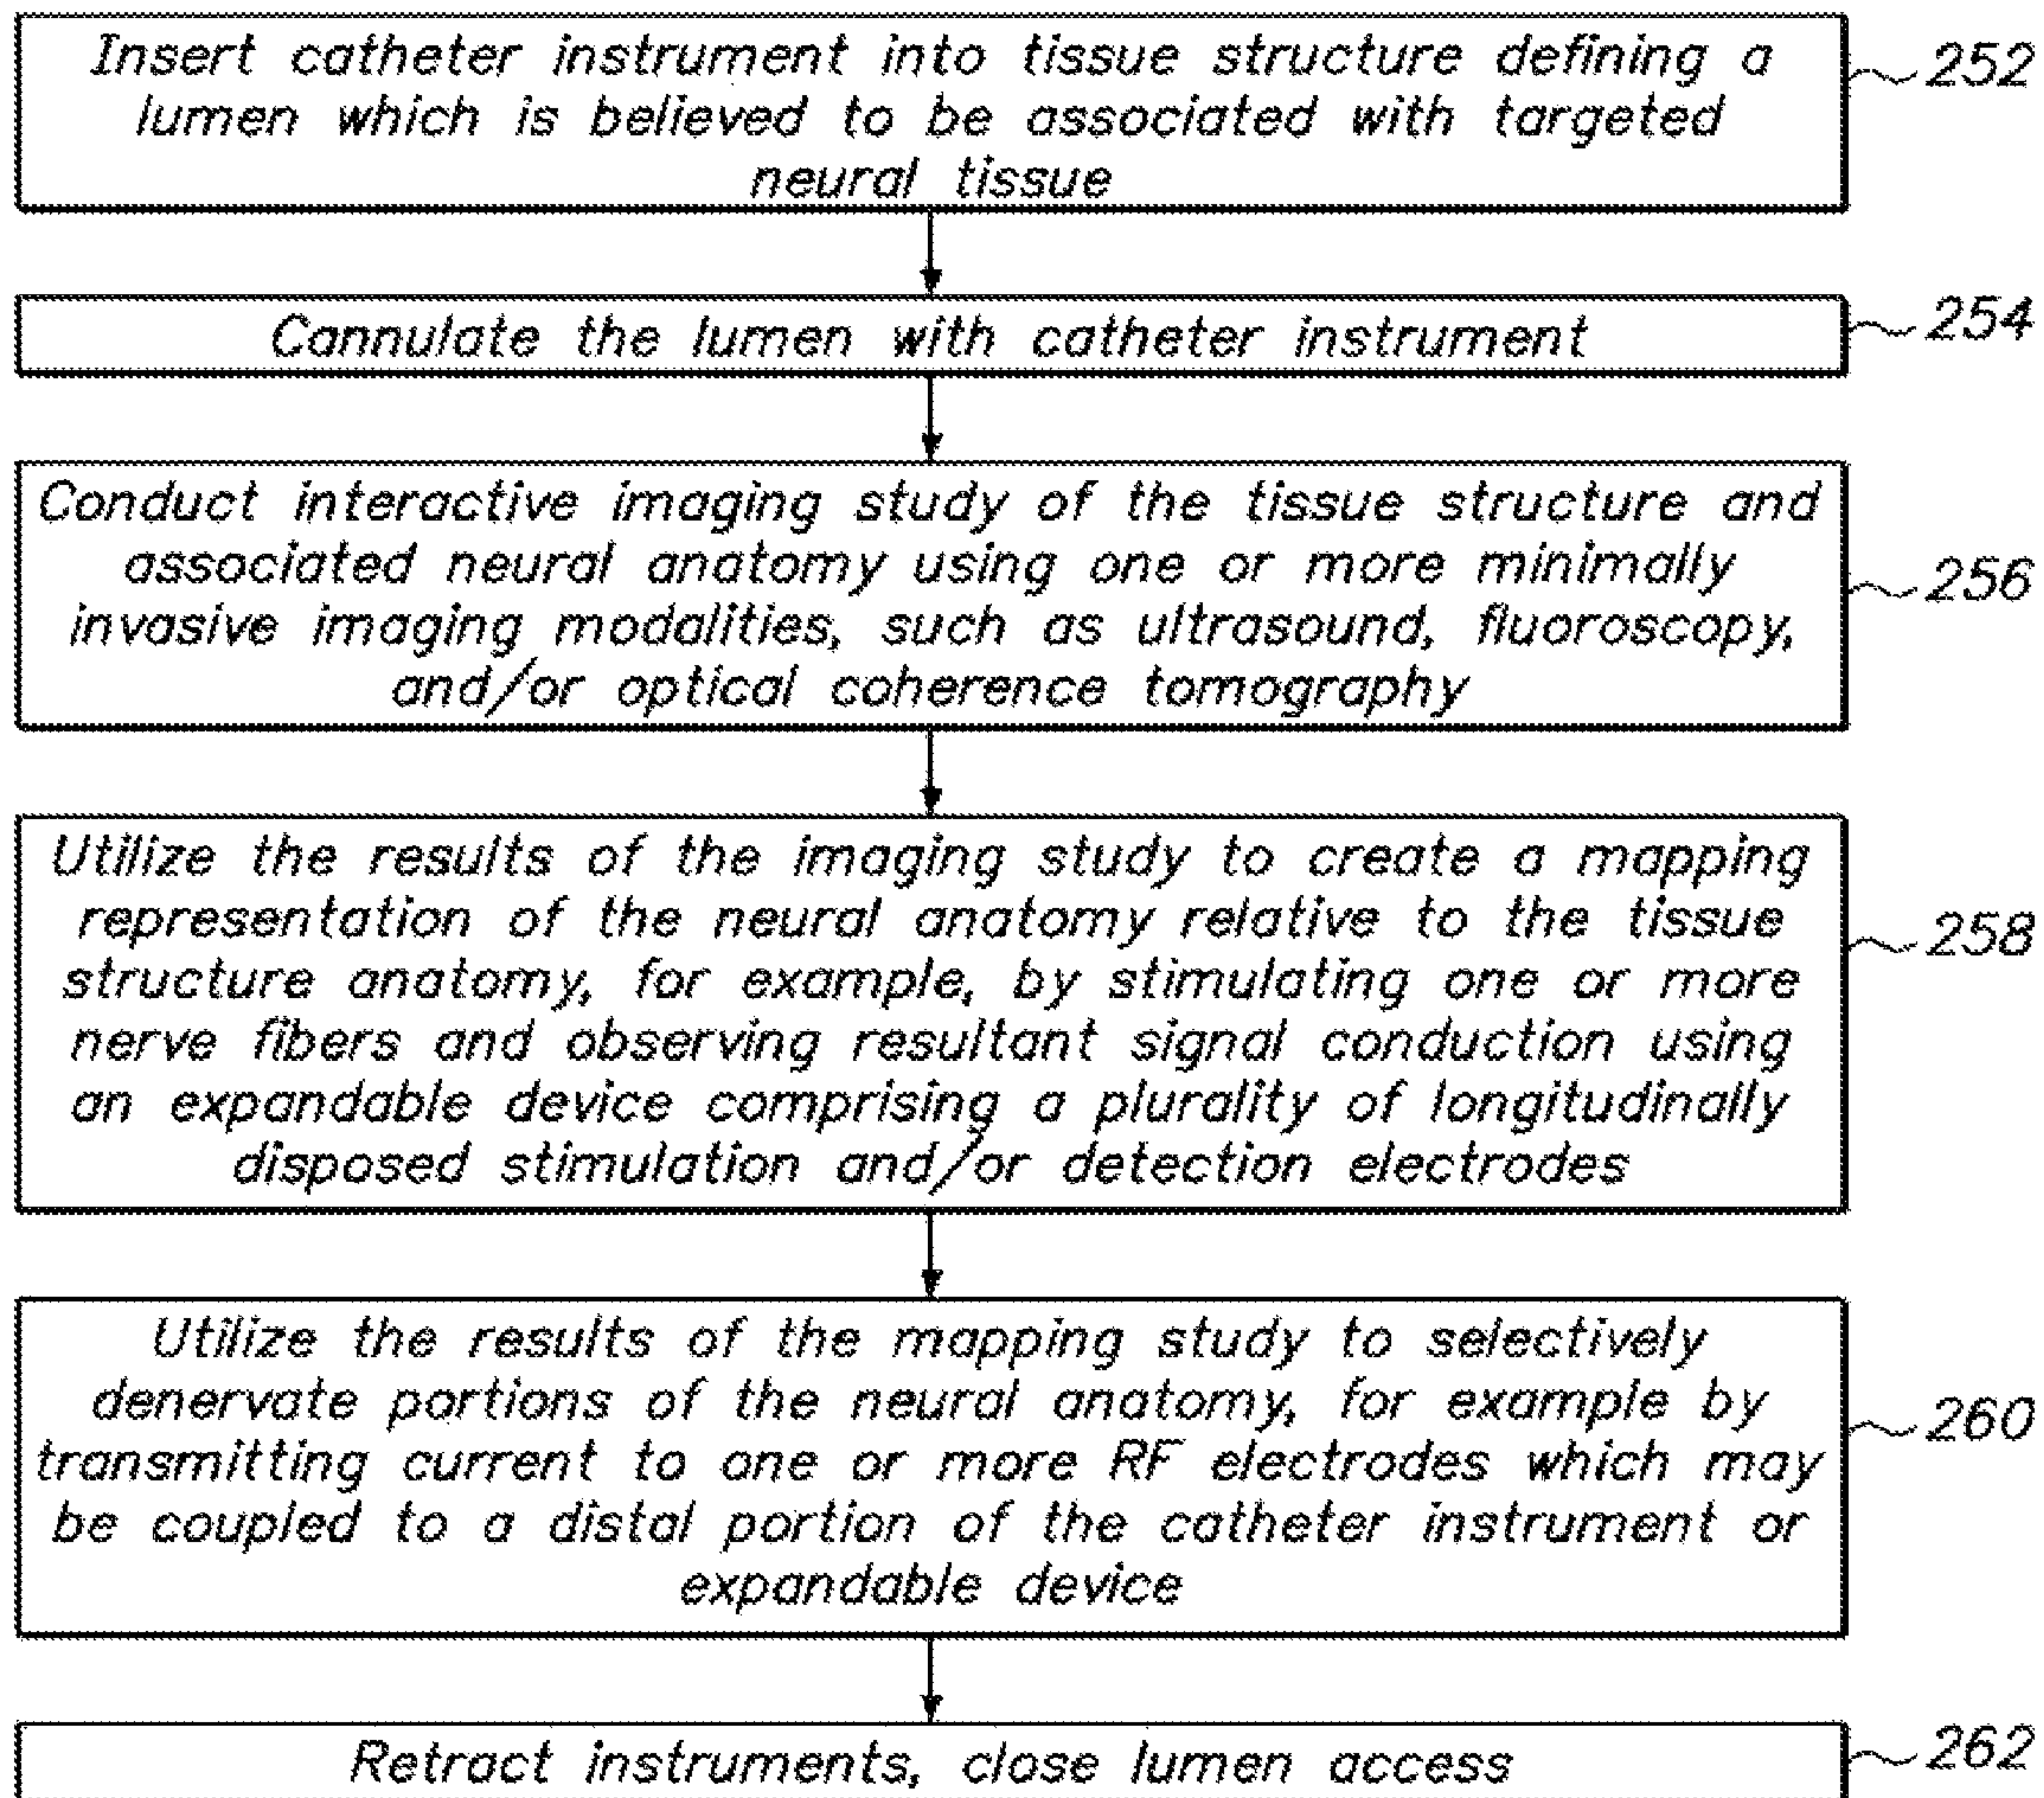 Insert catheter instrument into tissue structure defining a
lumen which is believed to be associated with targeted
neural tissue
252
Cannulate the lumen with catheter instrument
254
Conduct interactive imaging study of the tissue structure and
associated neural anatomy using one or more minimally
invasive imaging modalities, such as ultrasound, fluoroscopy,
and/or optical coherence tomography
256
Utilize the results of the imaging study to create a mapping
representation of the neural anatomy relative to the tissue
structure anatomy, for example, by stimulating one or more
nerve fibers and observing resultant signal conduction using
an expandable device comprising a plurality of longitudinally
disposed stimulation and/or detection electrodes
258
Utilize the results of the mapping study to selectively
denervate portions of the neural anatomy, for example by
transmitting current to one or more RF electrodes which may
be coupled to a distal portion of the catheter instrument or
expandable device
260
Retract instruments, close lumen access
262